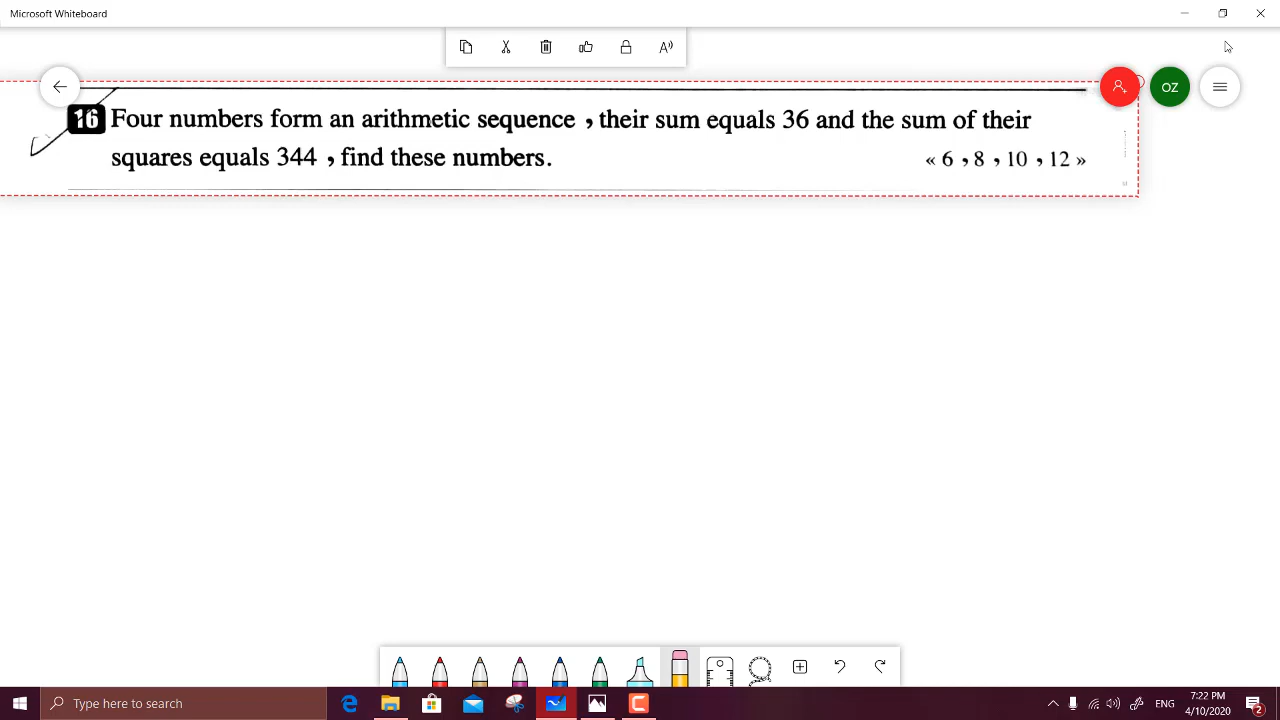 Microsoft Whiteboard
OZ
16 Four numbers form an arithmetic sequence , their sum equals 36 and the sum of their
squares equals 344 , find these numbers.
« 6 , 8 , 10 , 12 »
Type here to search
ENG
7:22 PM
4/10/2020
2